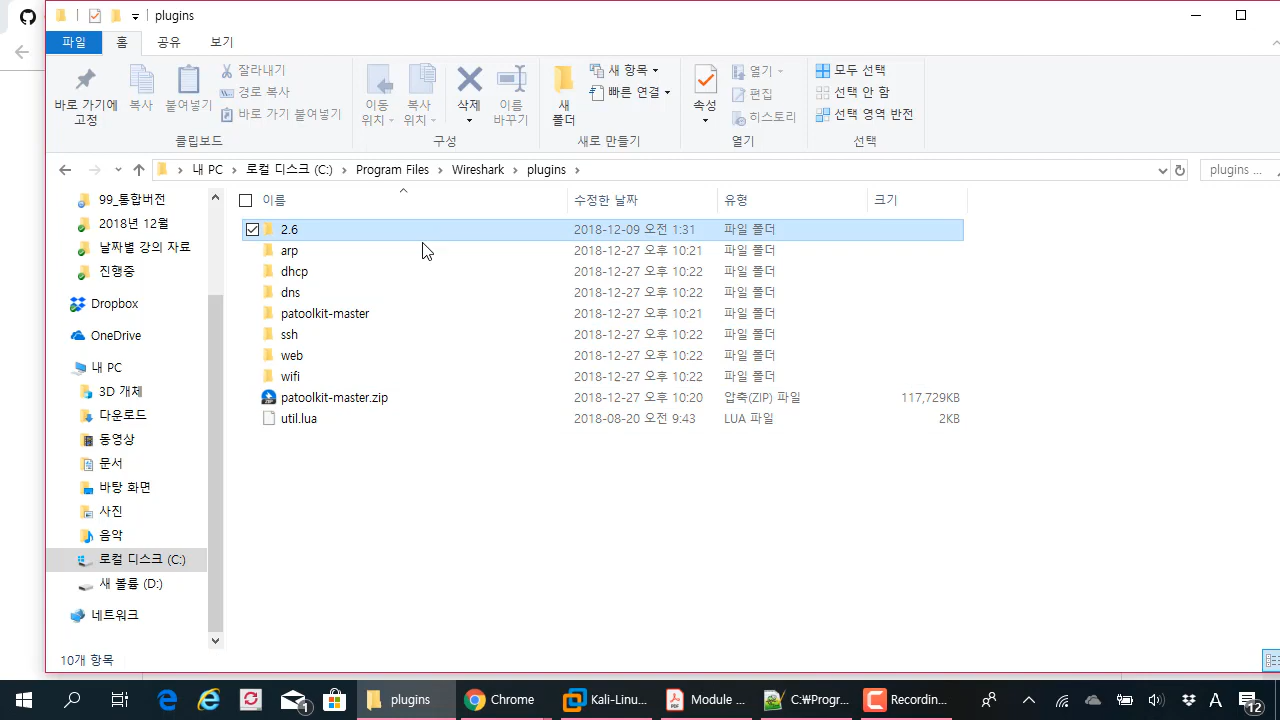 plugins
파일 홈 공유 보기
바로 가기에 고정
복사
붙여넣기
잘라내기
경로 복사
바로 가기 붙여넣기
클립보드
이동 위치
복사 위치
삭제
이름 바꾸기
구성
새 폴더
새 항목
빠른 연결
새로 만들기
속성
열기
편집
히스토리
열기
모두 선택
선택 안 함
선택 영역 반전
선택
내 PC > 로컬 디스크 (C:) > Program Files > Wireshark > plugins >
plugins ...
99_통합버전
2018년 12월
날짜별 강의 자료
진행중
Dropbox
OneDrive
내 PC
3D 개체
다운로드
동영상
문서
바탕 화면
사진
음악
로컬 디스크 (C:)
새 볼륨 (D:)
네트워크
이름 수정한 날짜 유형 크기
2.6 2018-12-09 오전 1:31 파일 폴더
arp 2018-12-27 오후 10:21 파일 폴더
dhcp 2018-12-27 오후 10:22 파일 폴더
dns 2018-12-27 오후 10:22 파일 폴더
patoolkit-master 2018-12-27 오후 10:21 파일 폴더
ssh 2018-12-27 오후 10:22 파일 폴더
web 2018-12-27 오후 10:22 파일 폴더
wifi 2018-12-27 오후 10:22 파일 폴더
patoolkit-master.zip 2018-12-27 오후 10:20 압축(ZIP) 파일 117,729KB
util.lua 2018-08-20 오전 9:43 LUA 파일 2KB
10개 항목
1 plugins Chrome Kali-Linu... Module ... C:₩Progr... Recordin... A 12